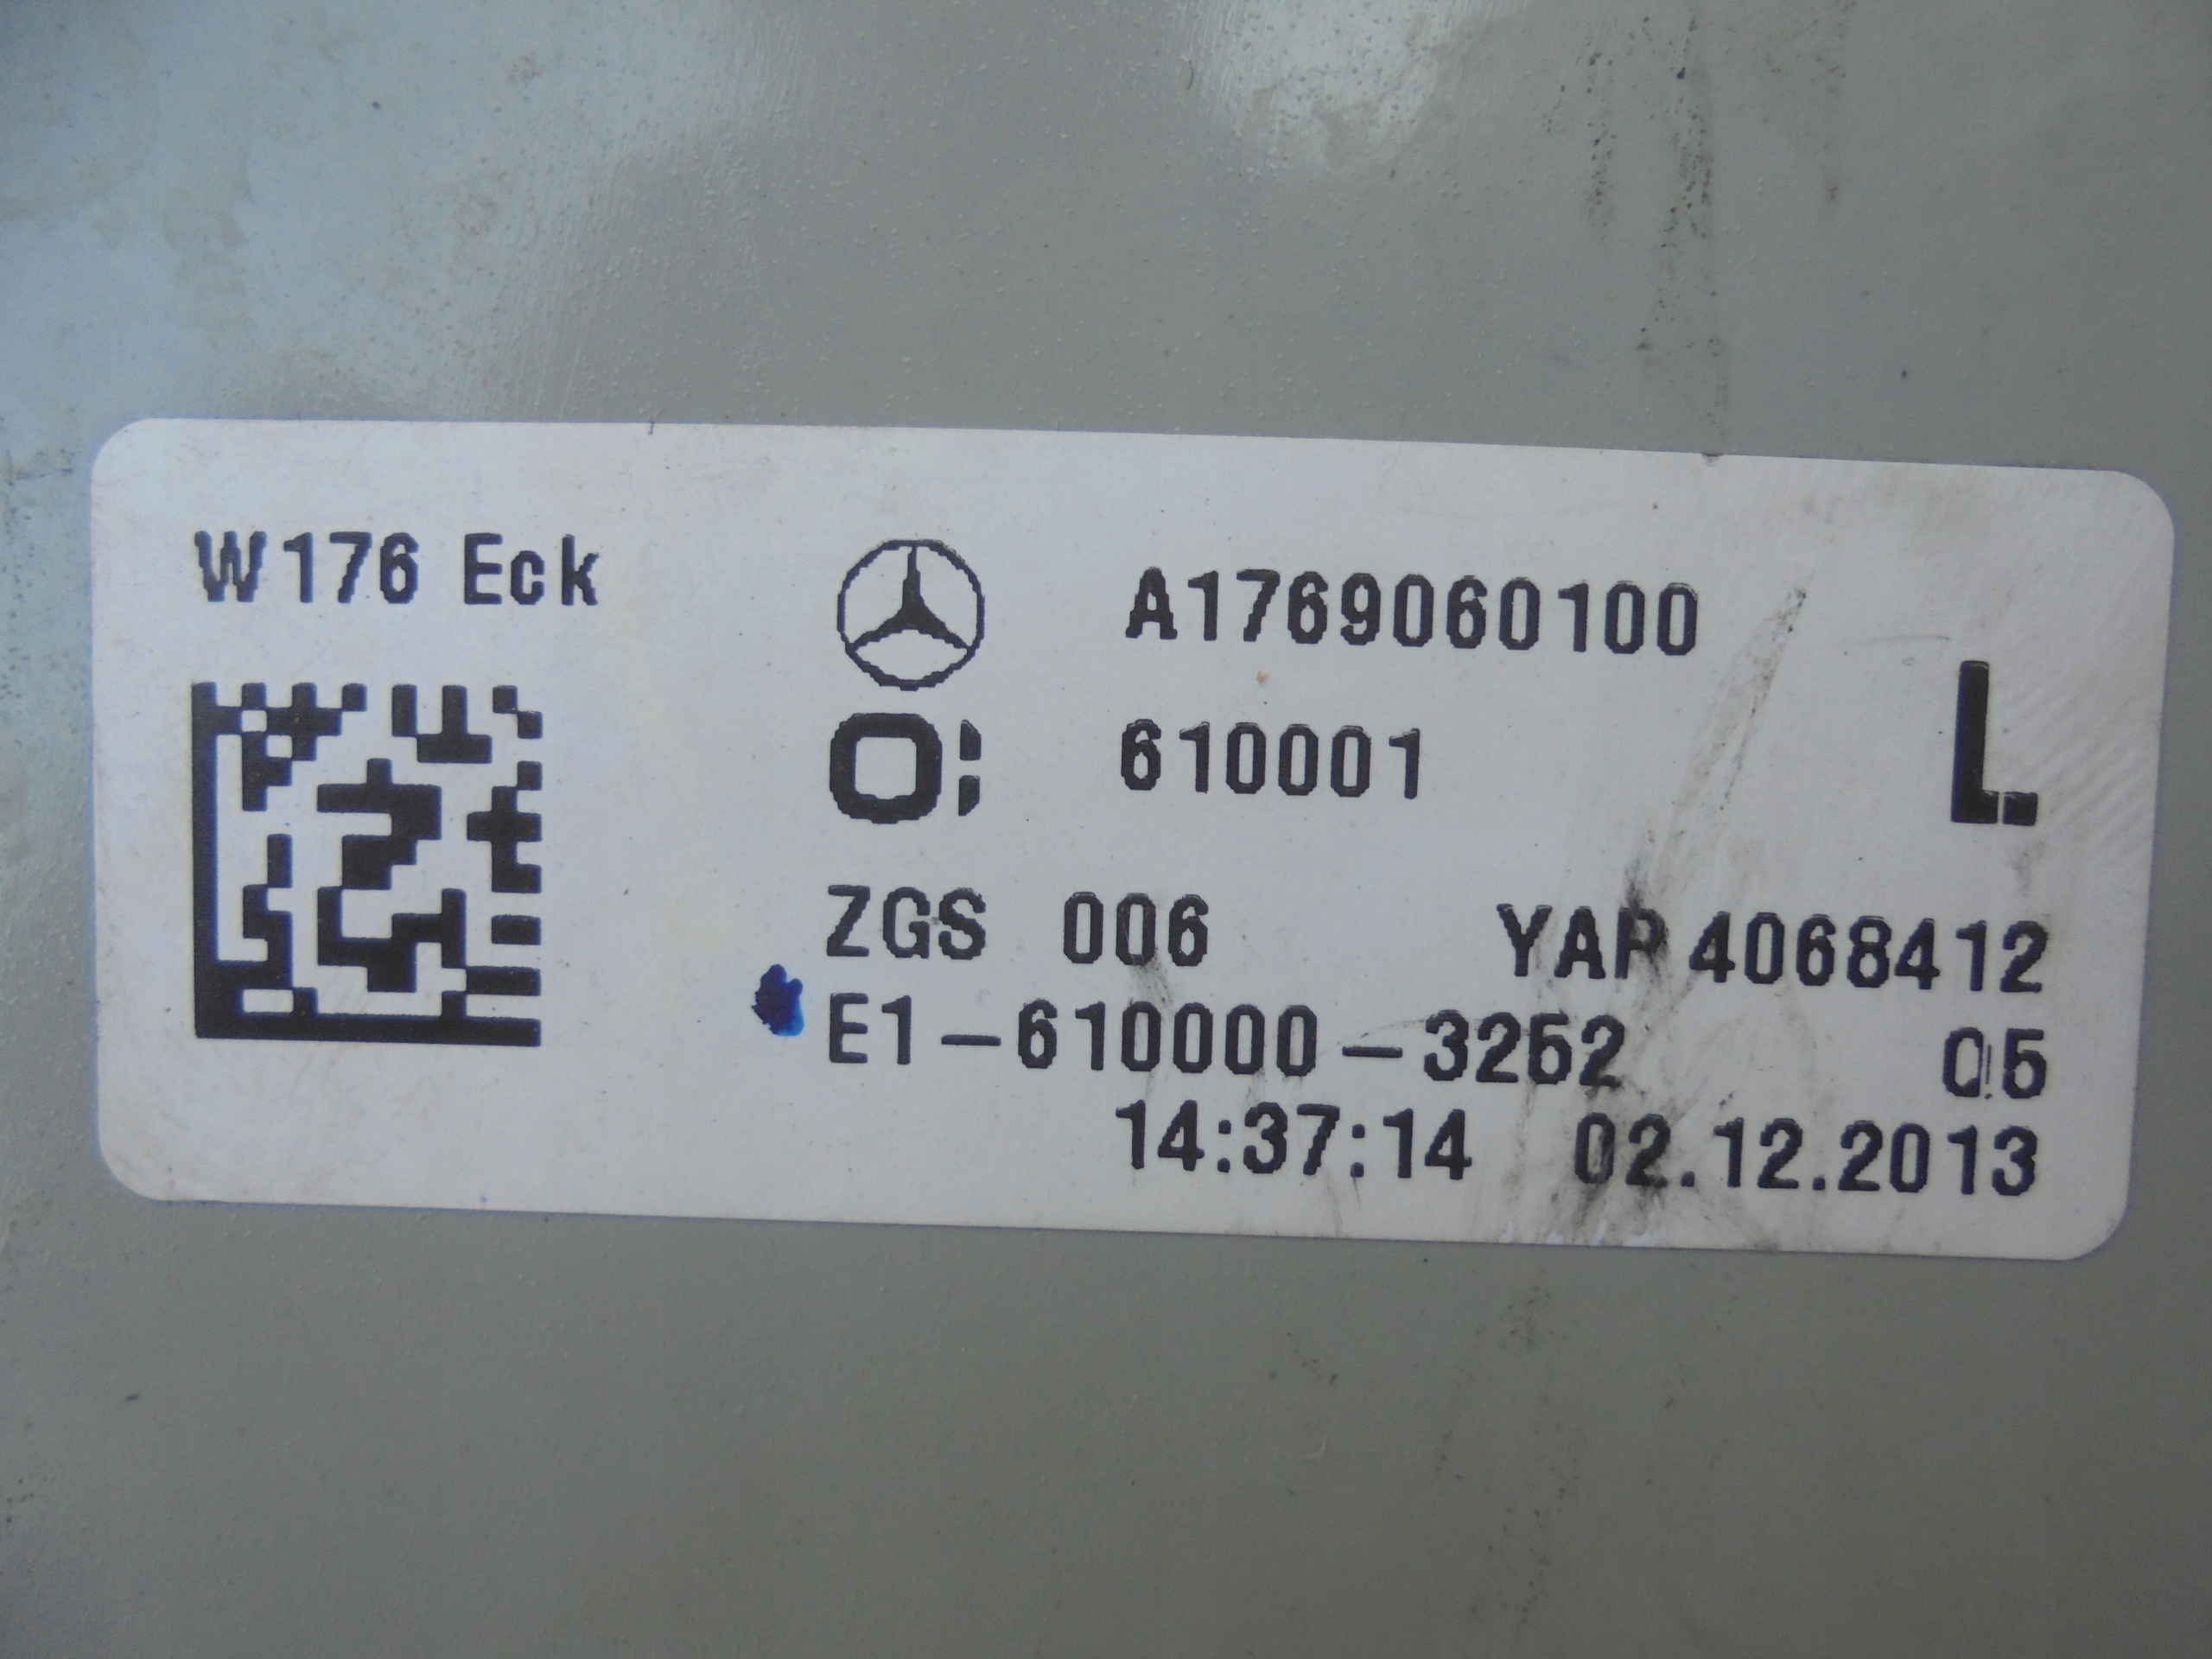 W176 Eck
A1769060100
610001
L
ZGS 006 YAP 4068412
E1-610000-3252 05
14:37:14 02.12.2013